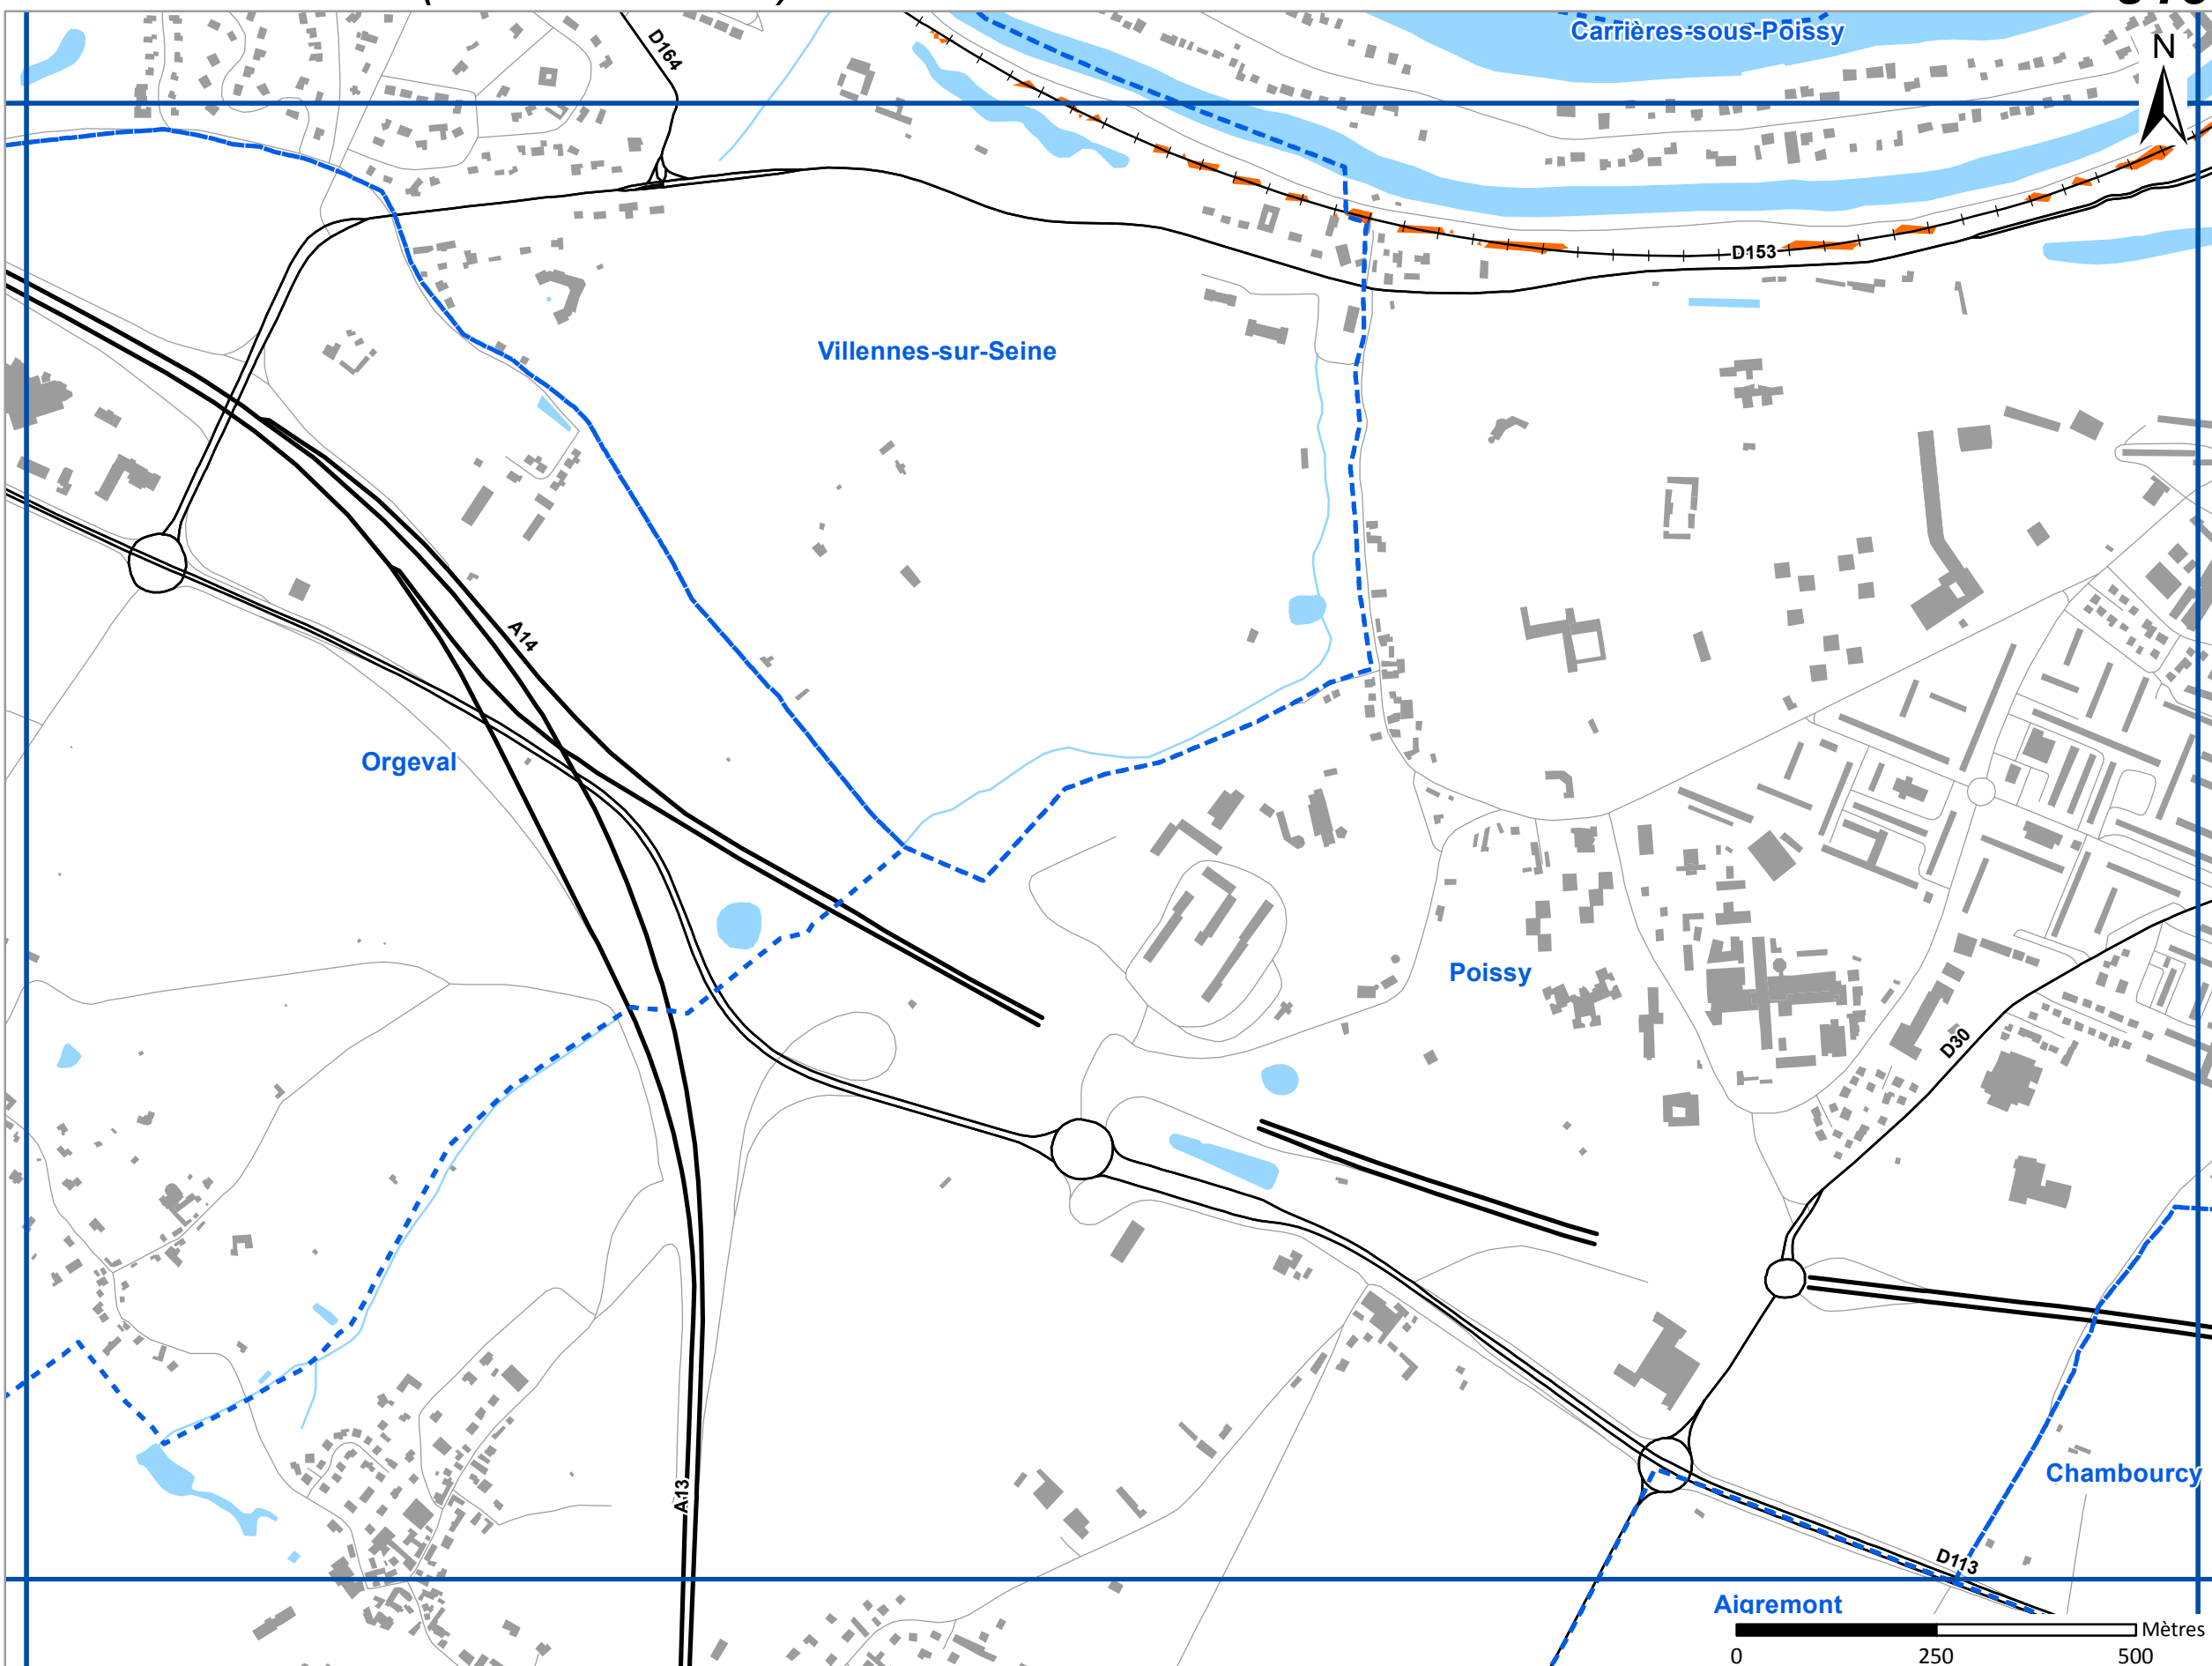 Carrières-sous-Poissy
N
D164
D153
Villennes-sur-Seine
A14
Orgeval
Poissy
D30
A13
Chambourcy
D113
Aigremont
Mètres
0 250 500